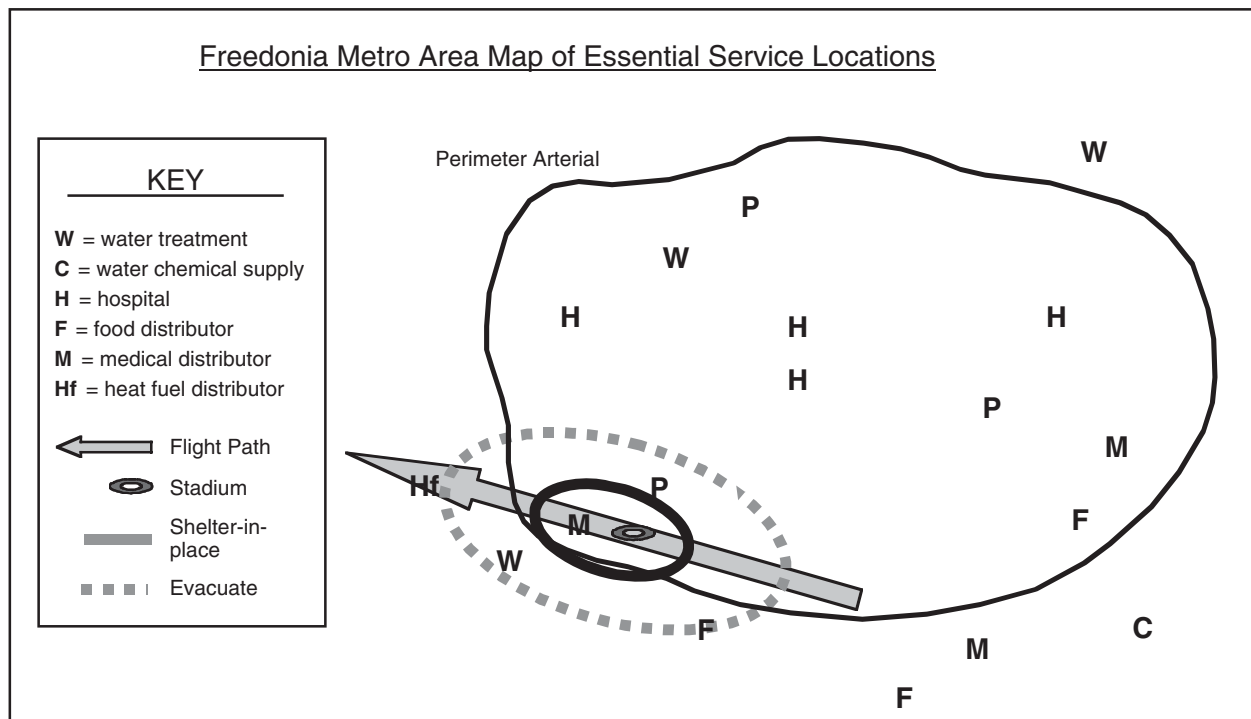 Freedonia Metro Area Map of Essential Service Locations
KEY
W = water treatment
C = water chemical supply
H = hospital
F = food distributor
M = medical distributor
Hf = heat fuel distributor
Flight Path
Stadium
Shelter-in-
place
Evacuate
Perimeter Arterial
W
P
W
H
H
H
H
P
M
Hf
P
M
F
W
F
C
M
F